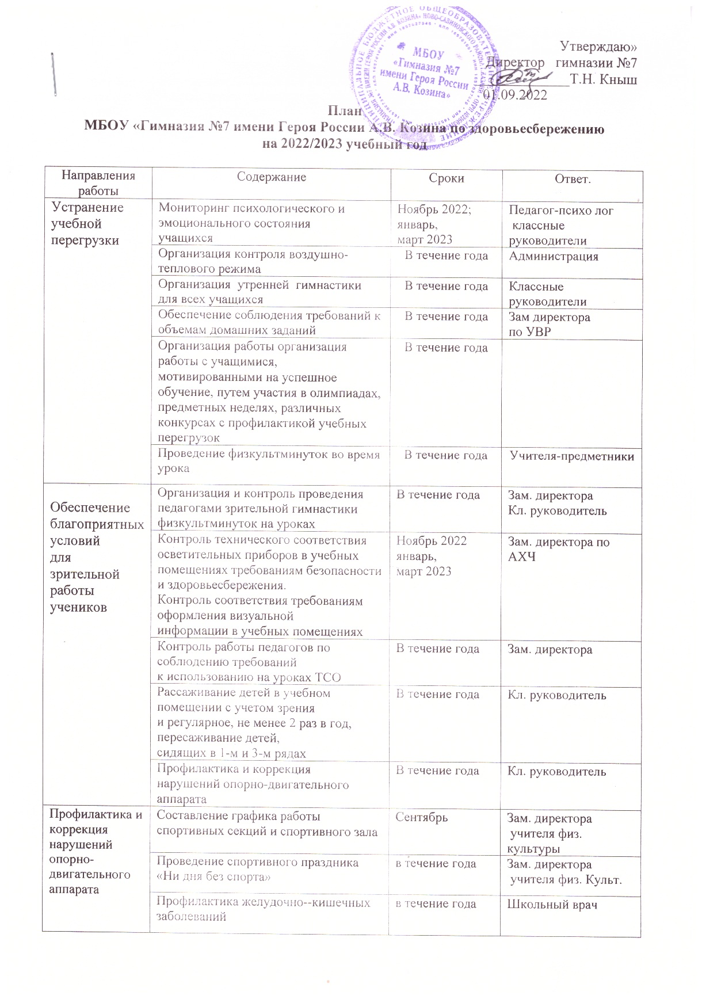 Утверждаю»
Директор гимназии №7
Т.Н. Кныш
01.09.2022
МБОУ
«Гимназия №7
имени Героя России
А.В. Козина»
План
МБОУ «Гимназия №7 имени Героя России А.В. Козина по здоровьесбережению
на 2022/2023 учебный год
Направления
работы
Содержание
Сроки
Ответ.
Устранение
учебной
перегрузки
Мониторинг психологического и
эмоционального состояния
учащихся
Ноябрь 2022;
январь,
март 2023
Педагог-психо лог
классные
руководители
Организация контроля воздушно-
теплового режима
В течение года
Администрация
Организация утренней гимнастики
для всех учащихся
В течение года
Классные
руководители
Обеспечение соблюдения требований к
объемам домашних заданий
В течение года
Зам директора
по УВР
Организация работы организация
работы с учащимися,
мотивированными на успешное
обучение, путем участия в олимпиадах,
предметных неделях, различных
конкурсах с профилактикой учебных
перегрузок
В течение года
Проведение физкультминуток во время
урока
В течение года
Учителя-предметники
Обеспечение
благоприятных
условий
для
зрительной
работы
учеников
Организация и контроль проведения
педагогами зрительной гимнастики
физкультминуток на уроках
В течение года
Зам. директора
Кл. руководитель
Контроль технического соответствия
осветительных приборов в учебных
помещениях требованиям безопасности
и здоровьесбережения.
Контроль соответствия требованиям
оформления визуальной
информации в учебных помещениях
Ноябрь 2022
январь,
март 2023
Зам. директора по
АХЧ
Контроль работы педагогов по
соблюдению требований
к использованию на уроках ТСО
В течение года
Зам. директора
Рассаживание детей в учебном
помещении с учетом зрения
и регулярное, не менее 2 раз в год,
пересаживание детей,
сидящих в 1-м и 3-м рядах
В течение года
Кл. руководитель
Профилактика и коррекция
нарушений опорно-двигательного
аппарата
В течение года
Кл. руководитель
Профилактика и
коррекция
нарушений
опорно-
двигательного
аппарата
Составление графика работы
спортивных секций и спортивного зала
Сентябрь
Зам. директора
учителя физ.
культуры
Проведение спортивного праздника
«Ни дня без спорта»
в течение года
Зам. директора
учителя физ. Культ.
Профилактика желудочно--кишечных
заболеваний
в течение года
Школьный врач